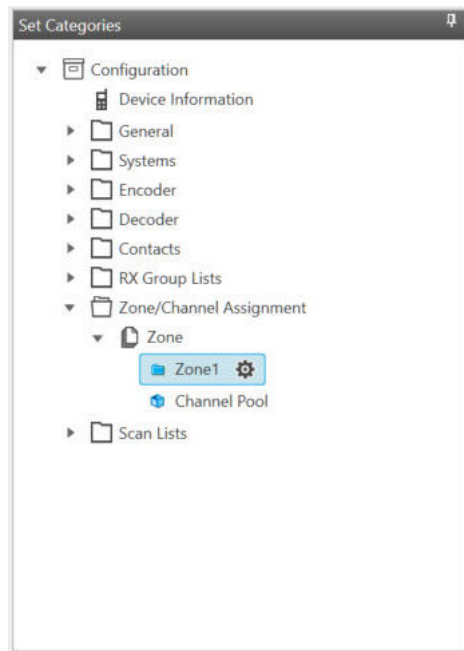 Set Categories
Configuration
Device Information
General
Systems
Encoder
Decoder
Contacts
RX Group Lists
Zone/Channel Assignment
Zone
Zone1
Channel Pool
Scan Lists